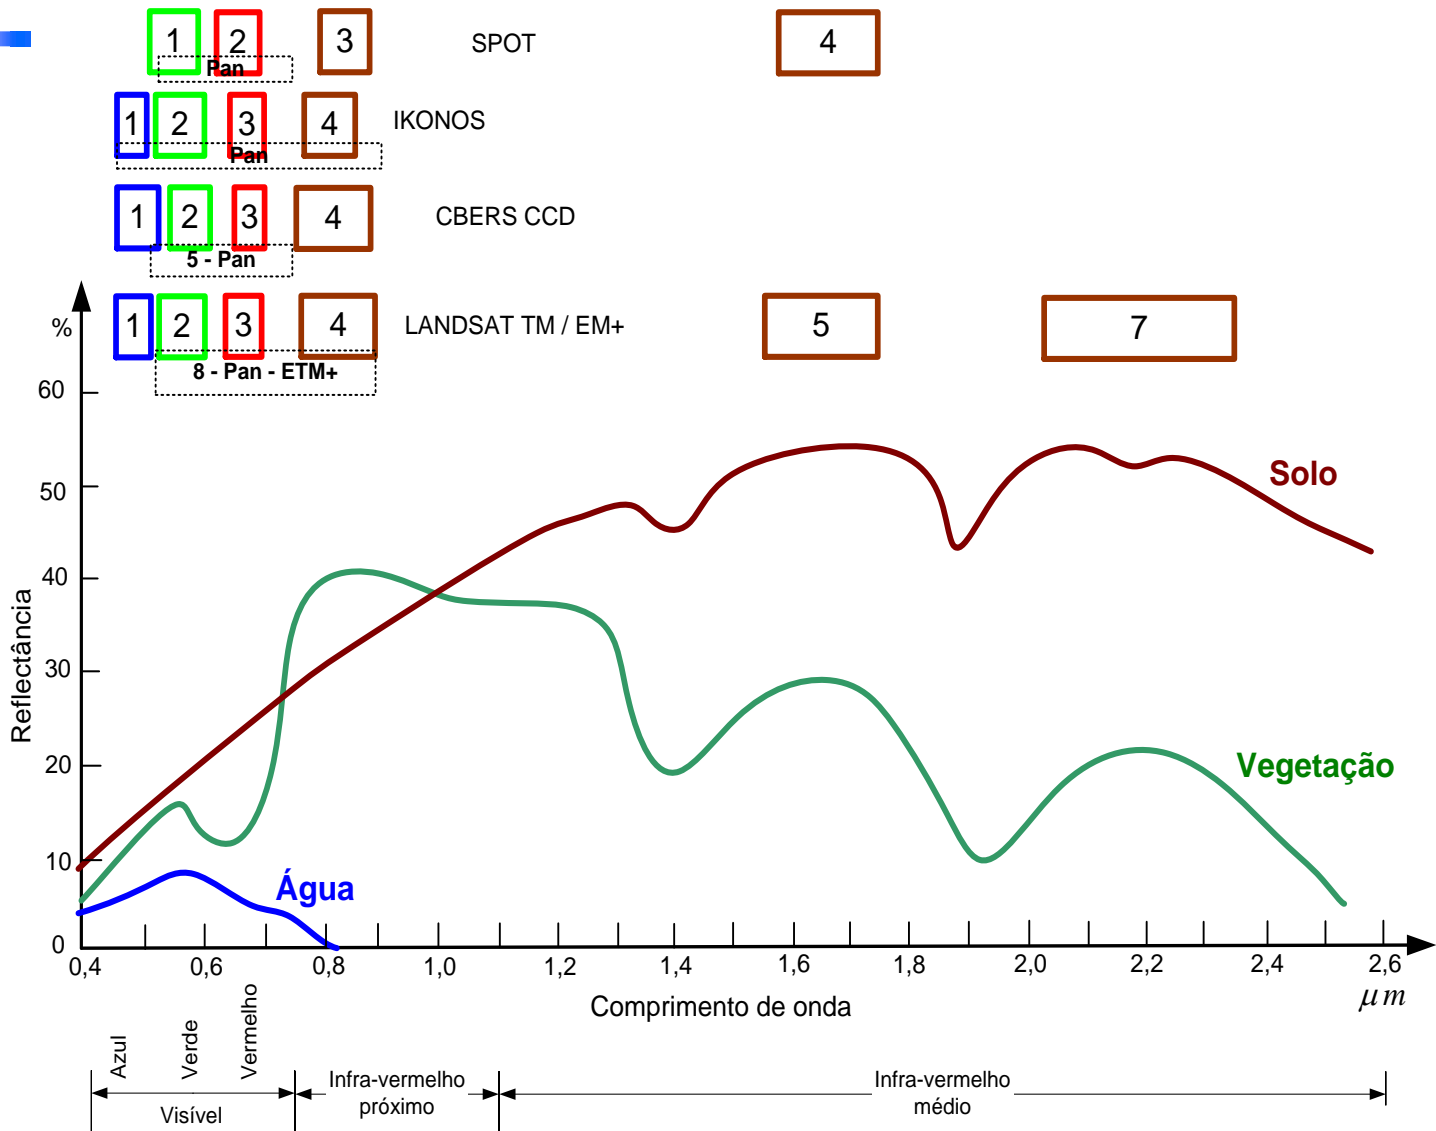 1 2 3 SPOT 4
Pan
1 2 3 4 IKONOS
Pan
1 2 3 4 CBERS CCD
5 - Pan
1 2 3 4 LANDSAT TM / EM+ 5 7
8 - Pan - ETM+
%
60
50
40
30
20
10
0
Reflectância
Solo
Vegetação
Água
0,4 0,6 0,8 1,0 1,2 1,4 1,6 1,8 2,0 2,2 2,4 2,6
μm
Comprimento de onda
Azul
Verde
Vermelho
Visível
Infra-vermelho
próximo
Infra-vermelho
médio